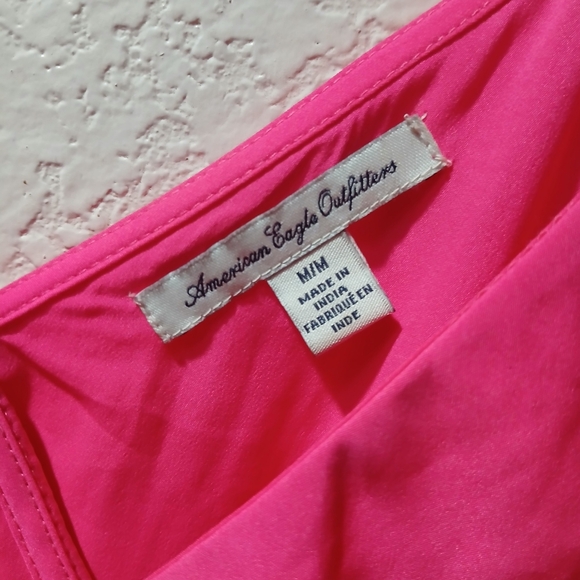 American Eagle Outfitters
M/M
MADE IN
INDIA
FABRIQUÉ EN
INDE